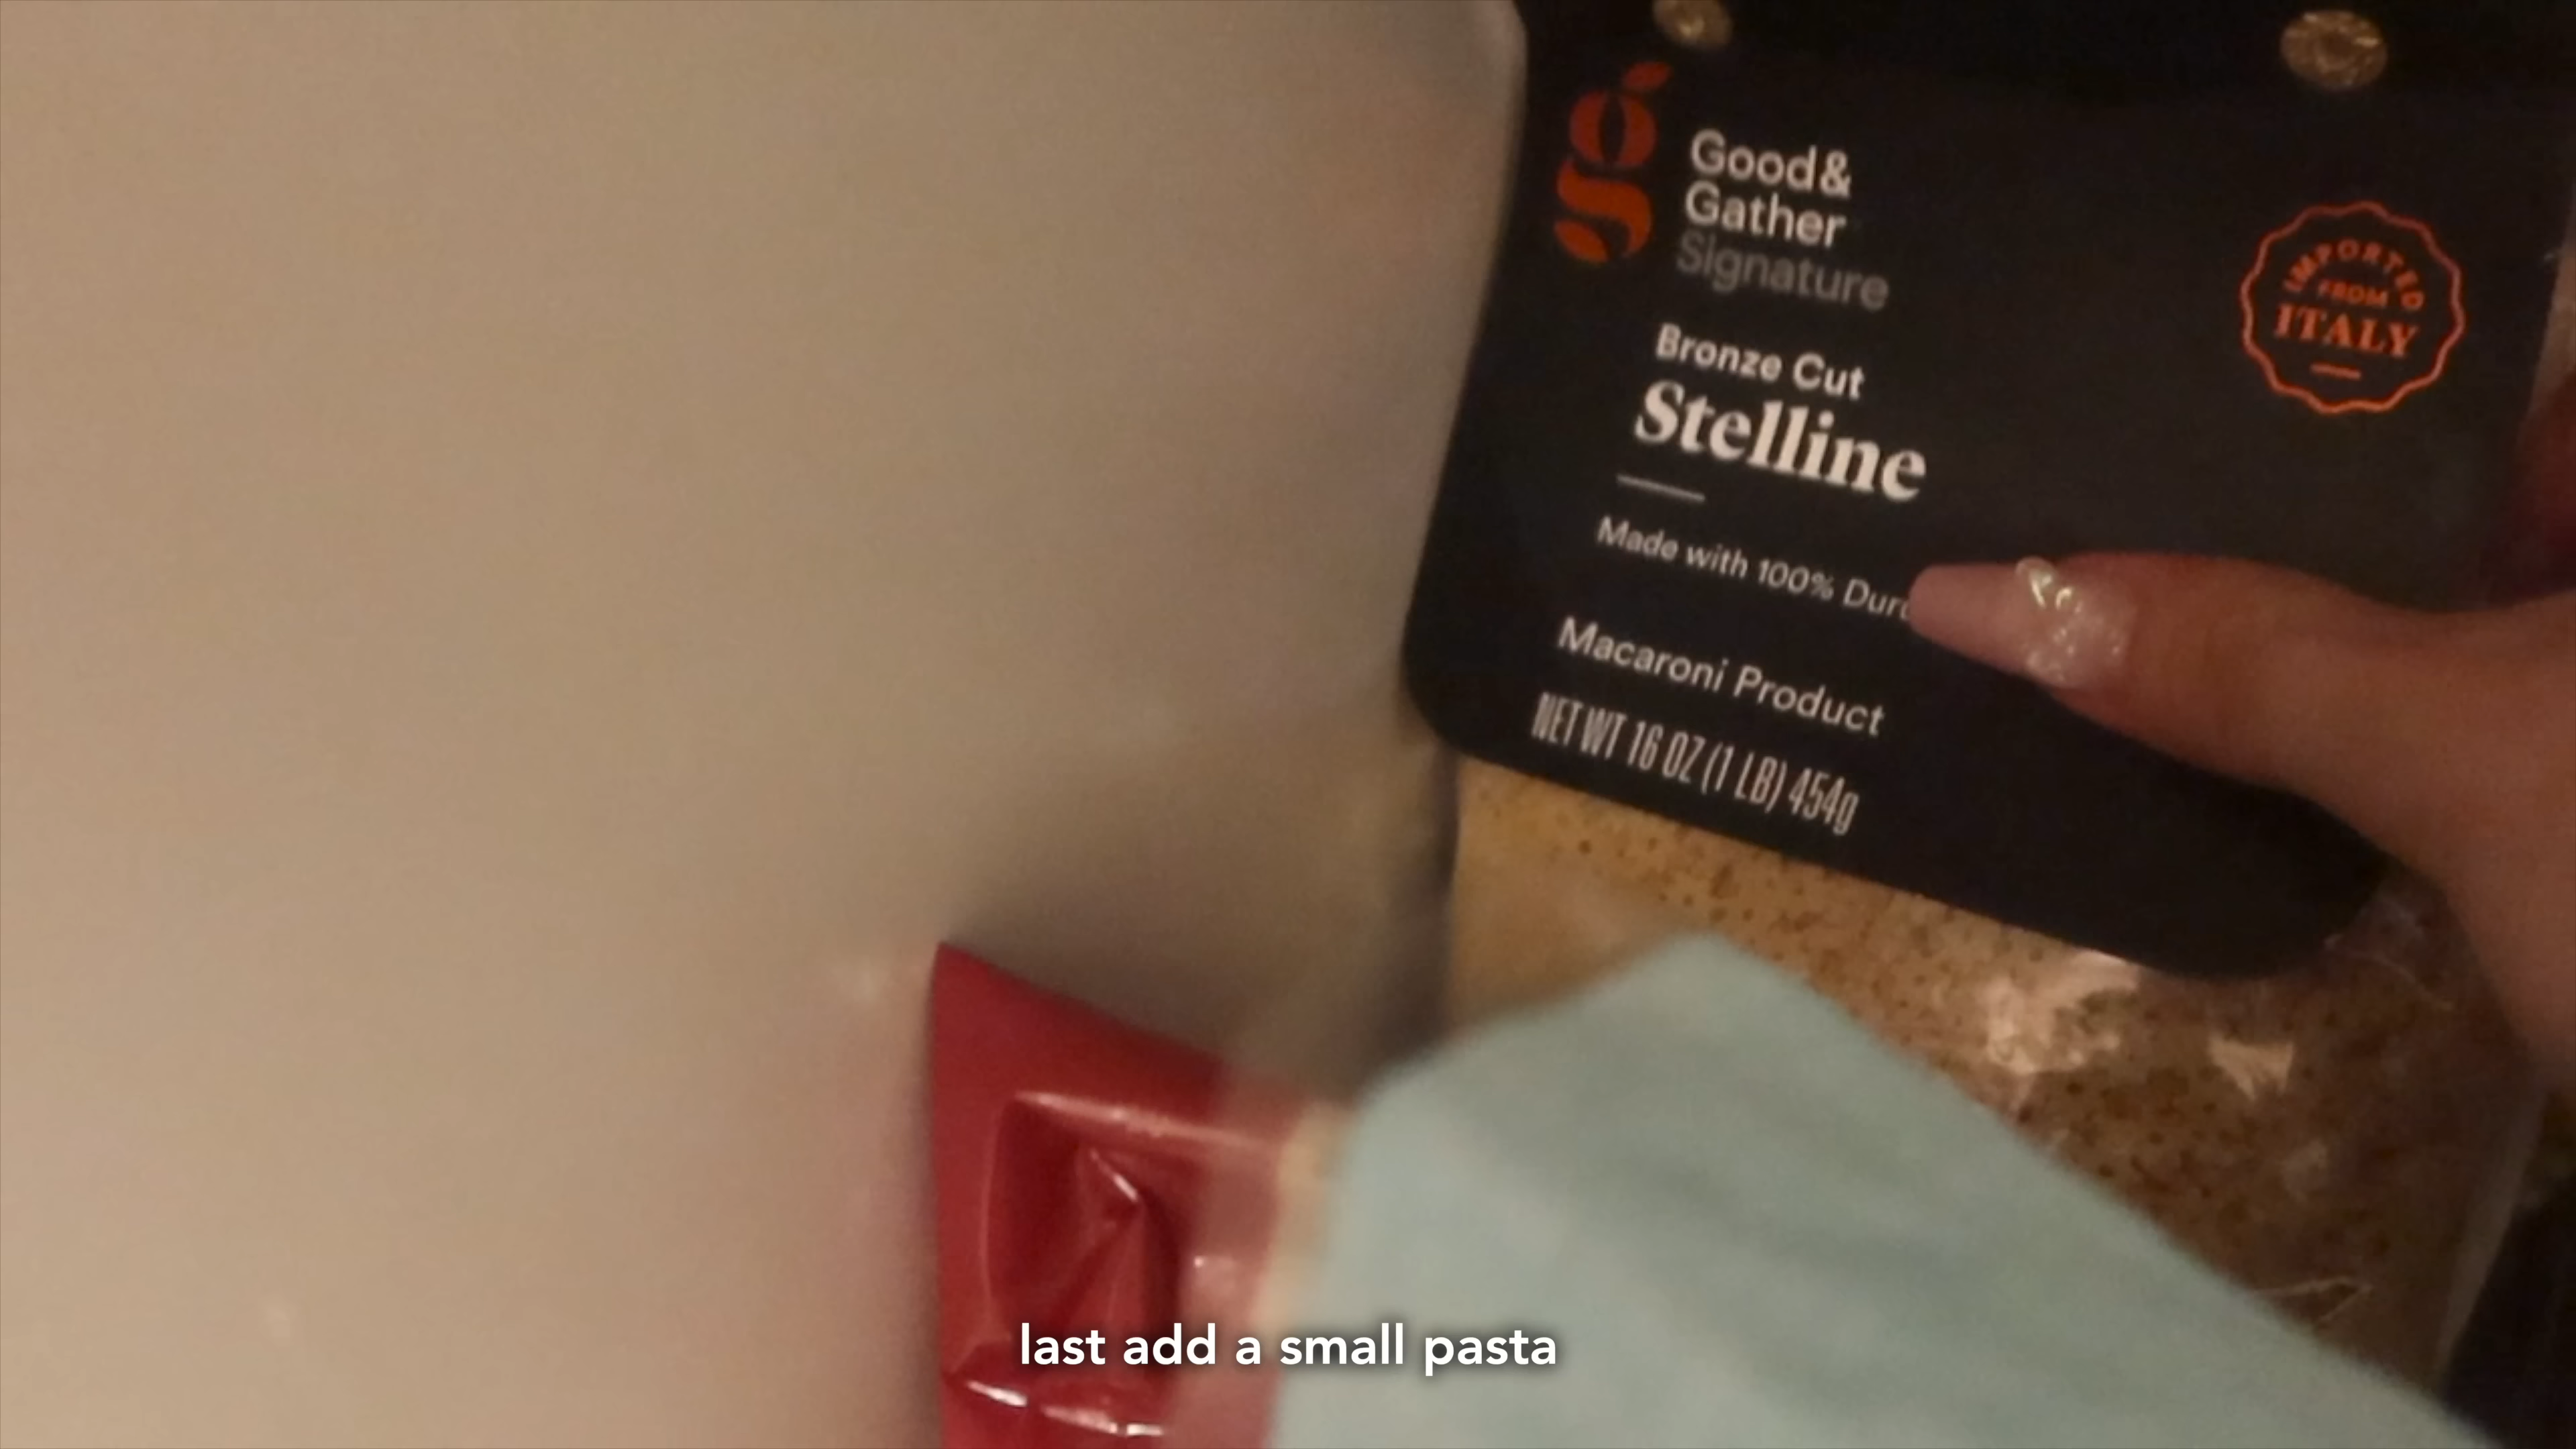 g
Good&
Gather
Signature
IMPORTED
FROM
ITALY
Bronze Cut
Stelline
Made with 100%
Macaroni Product
NET WT 16 OZ (1 LB) 454g
last add a small pasta